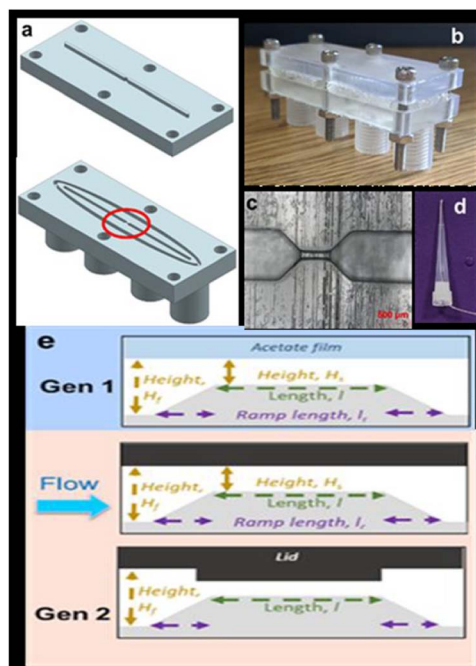 a
b
c
500 µm
d
e
Gen 1
Acetate film
Height, Hf
Height, Hs
Length, l
Ramp length, lr
Flow
Height, Hf
Height, Hs
Length, l
Ramp length, lr
Gen 2
Lid
Height, Hf
Length, l